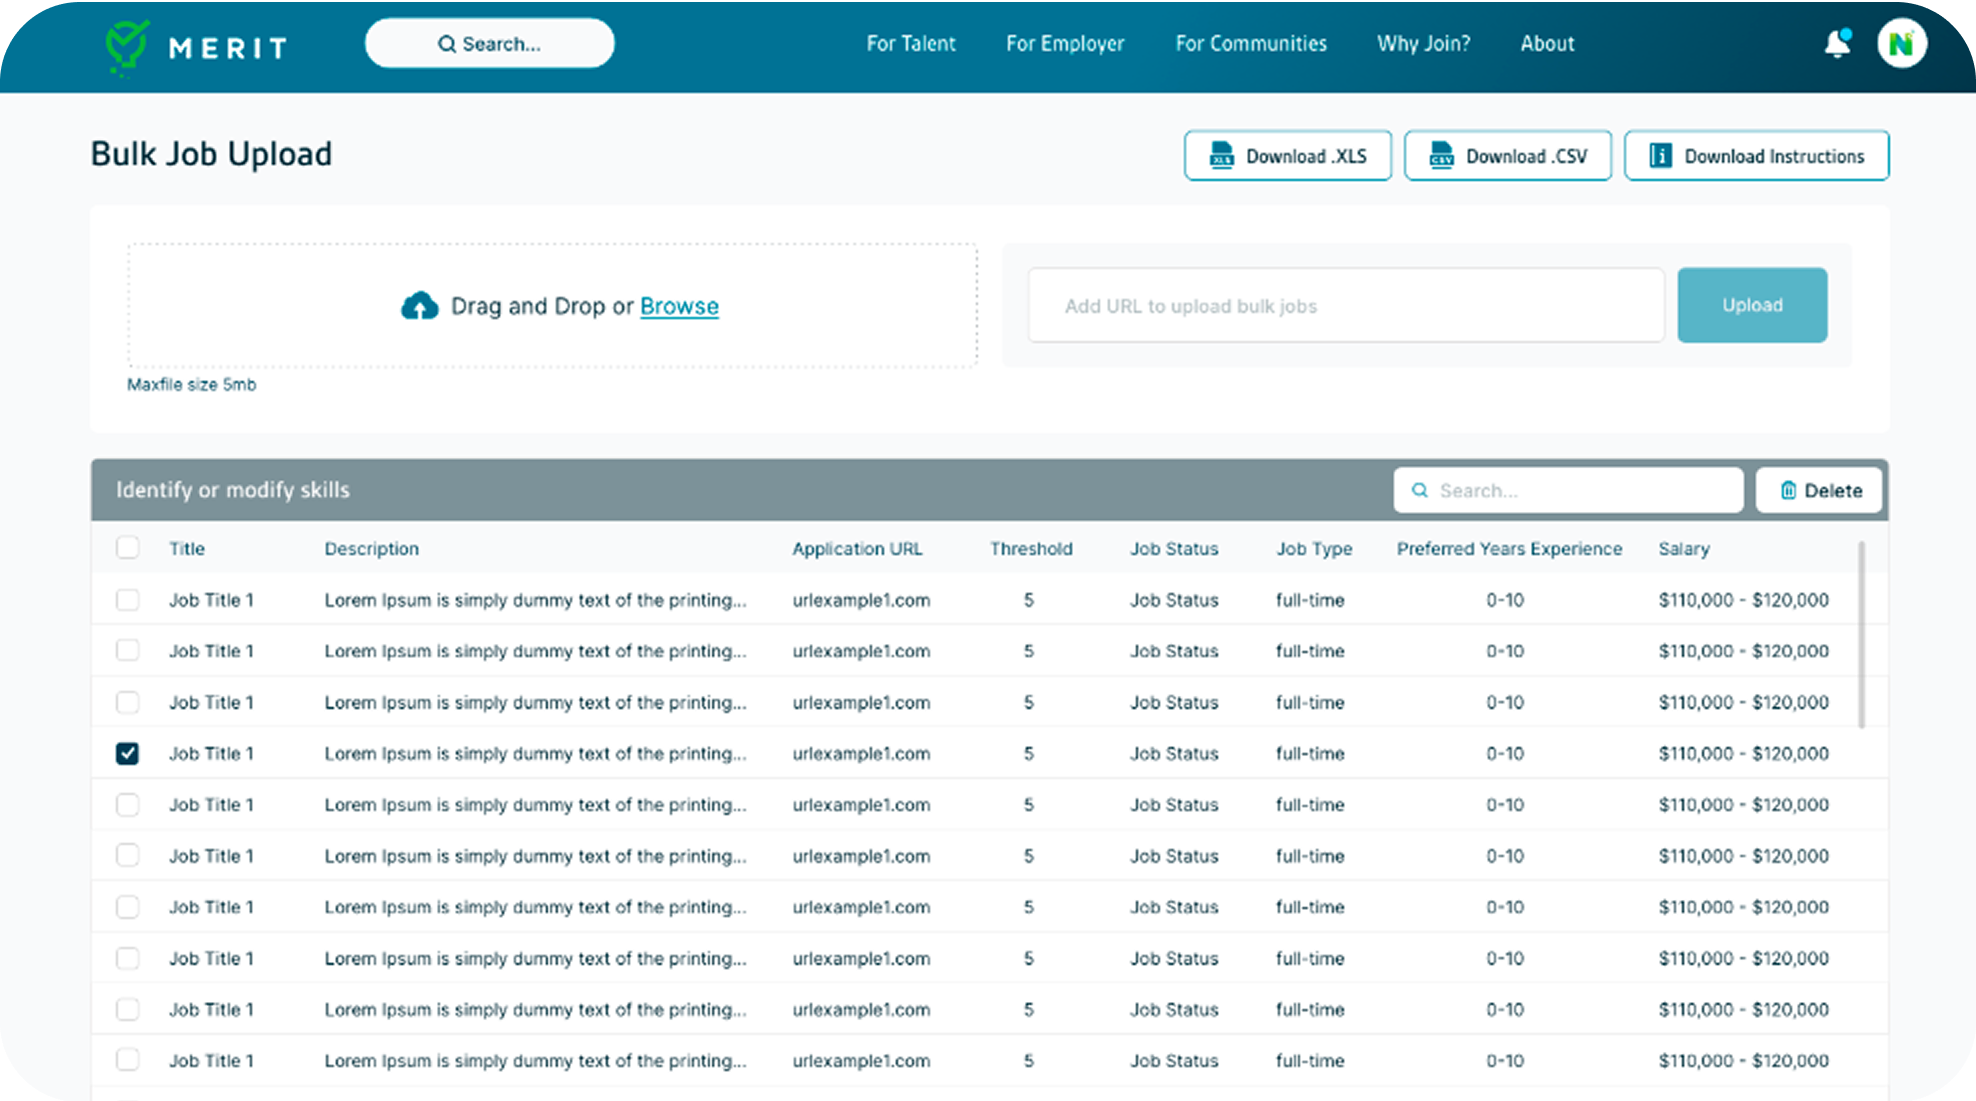 MERIT Search... For Talent For Employer For Communities Why Join? About N
Bulk Job Upload XLS Download .XLS CSV Download .CSV i Download Instructions
Drag and Drop or Browse Add URL to upload bulk jobs Upload
Maxfile size 5mb
Identify or modify skills Search... Delete
Title Description Application URL Threshold Job Status Job Type Preferred Years Experience Salary
Job Title 1 Lorem Ipsum is simply dummy text of the printing... urlexample1.com 5 Job Status full-time 0-10 $110,000 - $120,000
Job Title 1 Lorem Ipsum is simply dummy text of the printing... urlexample1.com 5 Job Status full-time 0-10 $110,000 - $120,000
Job Title 1 Lorem Ipsum is simply dummy text of the printing... urlexample1.com 5 Job Status full-time 0-10 $110,000 - $120,000
Job Title 1 Lorem Ipsum is simply dummy text of the printing... urlexample1.com 5 Job Status full-time 0-10 $110,000 - $120,000
Job Title 1 Lorem Ipsum is simply dummy text of the printing... urlexample1.com 5 Job Status full-time 0-10 $110,000 - $120,000
Job Title 1 Lorem Ipsum is simply dummy text of the printing... urlexample1.com 5 Job Status full-time 0-10 $110,000 - $120,000
Job Title 1 Lorem Ipsum is simply dummy text of the printing... urlexample1.com 5 Job Status full-time 0-10 $110,000 - $120,000
Job Title 1 Lorem Ipsum is simply dummy text of the printing... urlexample1.com 5 Job Status full-time 0-10 $110,000 - $120,000
Job Title 1 Lorem Ipsum is simply dummy text of the printing... urlexample1.com 5 Job Status full-time 0-10 $110,000 - $120,000
Job Title 1 Lorem Ipsum is simply dummy text of the printing... urlexample1.com 5 Job Status full-time 0-10 $110,000 - $120,000